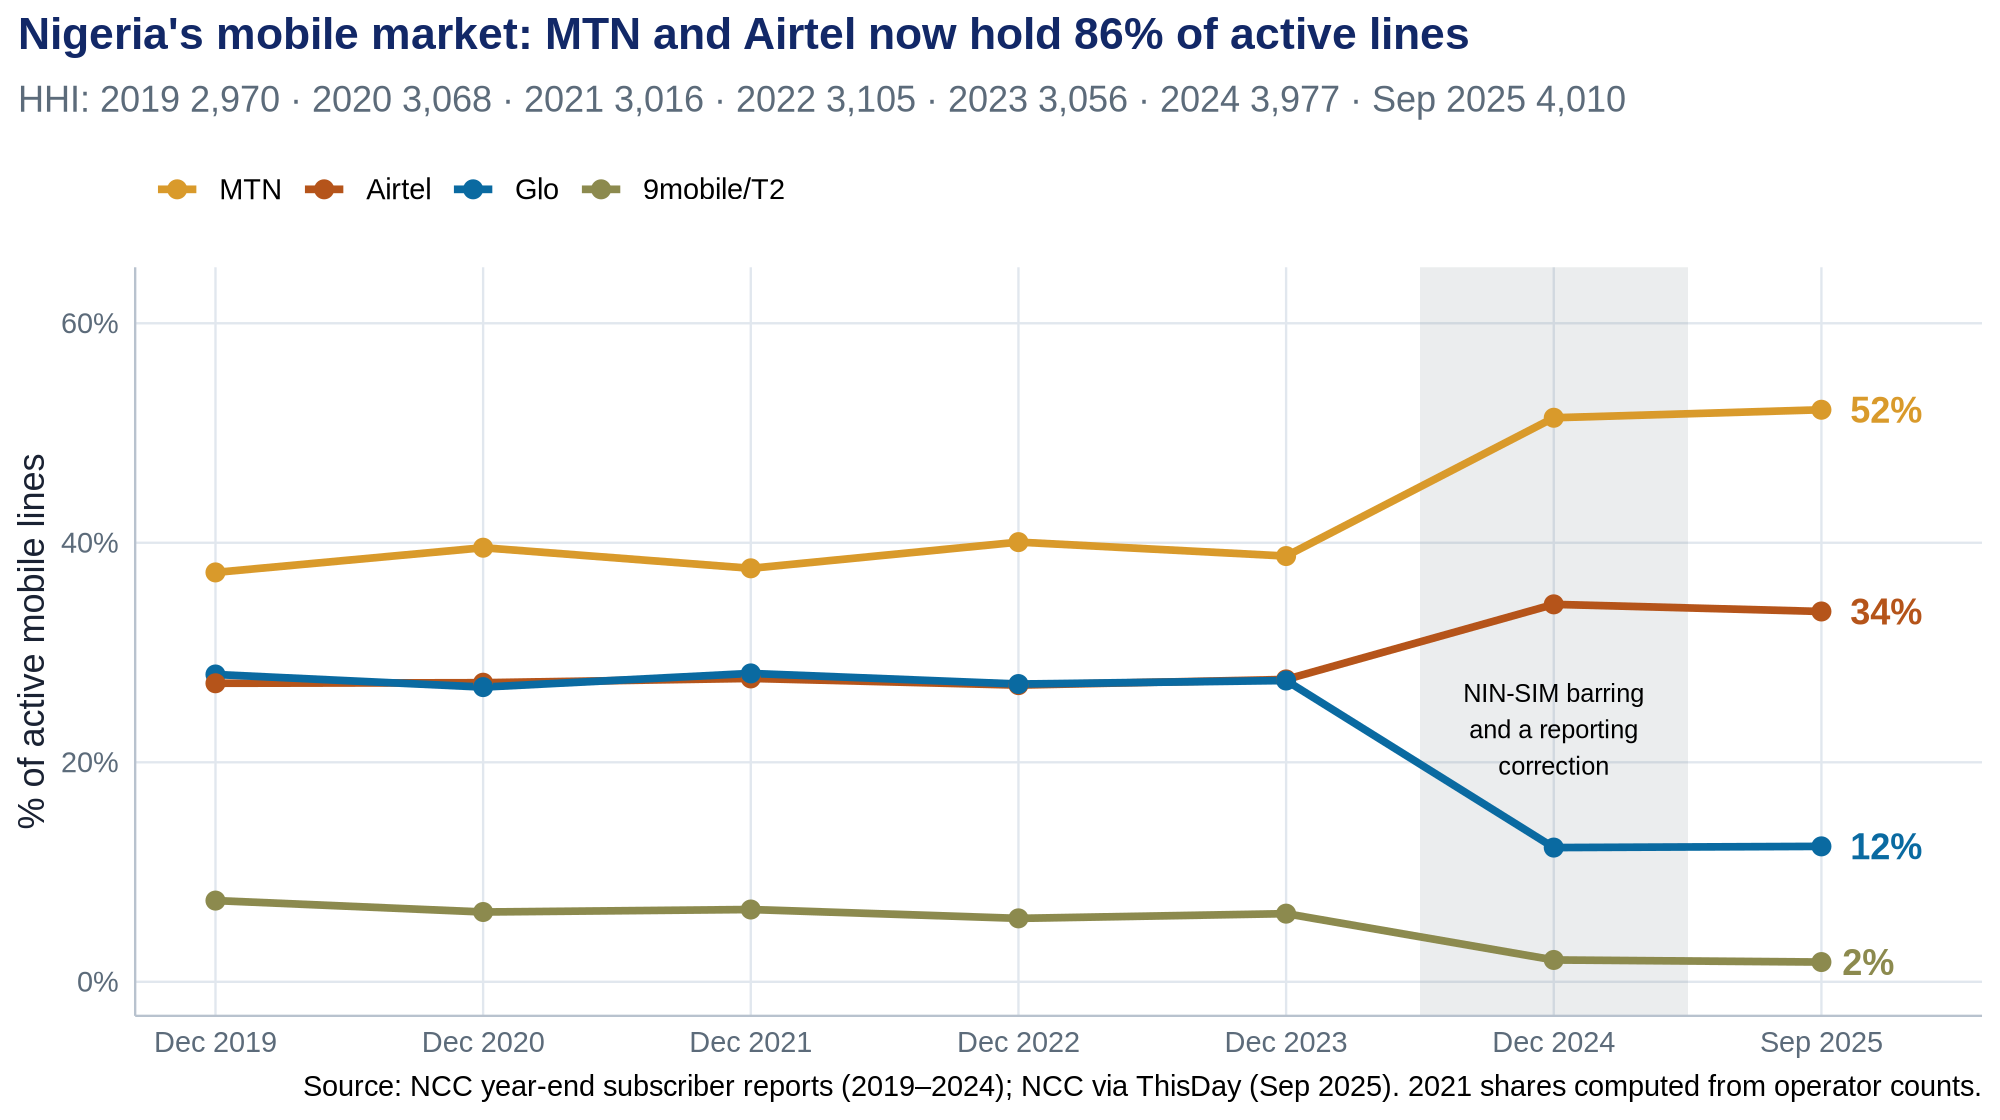 Nigeria's mobile market: MTN and Airtel now hold 86% of active lines
HHI: 2019 2,970 · 2020 3,068 · 2021 3,016 · 2022 3,105 · 2023 3,056 · 2024 3,977 · Sep 2025 4,010
MTN Airtel Glo 9mobile/T2
% of active mobile lines
60%
40%
20%
0%
52%
34%
NIN-SIM barring
and a reporting
correction
12%
2%
Dec 2019 Dec 2020 Dec 2021 Dec 2022 Dec 2023 Dec 2024 Sep 2025
Source: NCC year-end subscriber reports (2019–2024); NCC via ThisDay (Sep 2025). 2021 shares computed from operator counts.